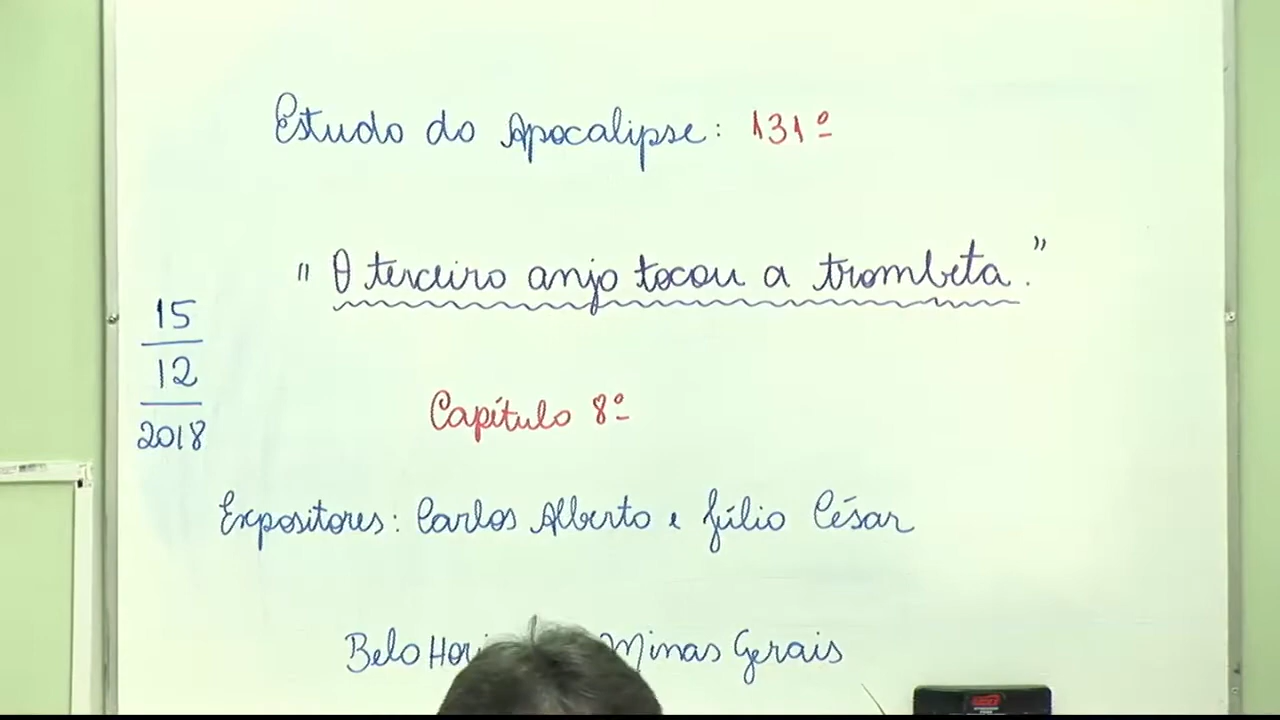 Estudo do Apocalipse: 131º
"O terceiro anjo tocou a trombeta."
15
12
2018
Capítulo 8º
Expositores: Carlos Alberto e Júlio César
Belo Minas Gerais